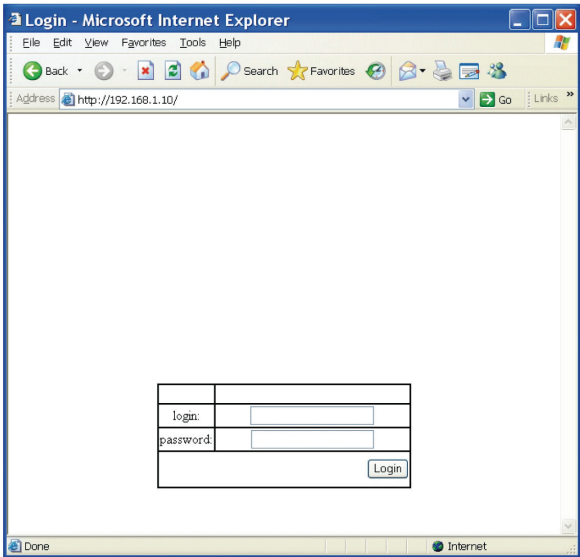 Login - Microsoft Internet Explorer
File Edit View Favorites Tools Help
Back Search Favorites
Address http://192.168.1.10/ Go Links »
login:
password:
Login
Done Internet